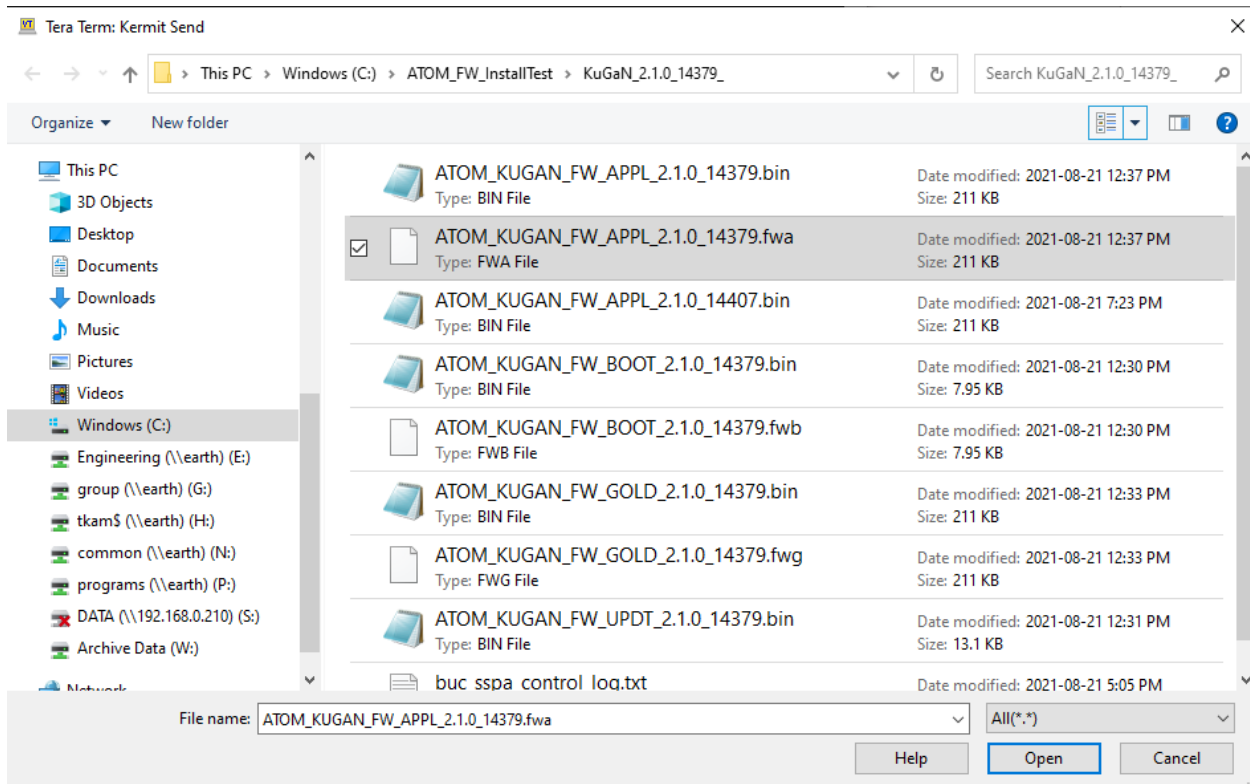 Tera Term: Kermit Send
This PC > Windows (C:) > ATOM_FW_InstallTest > KuGaN_2.1.0_14379_
Search KuGaN_2.1.0_14379_
Organize
New folder
This PC
3D Objects
Desktop
Documents
Downloads
Music
Pictures
Videos
Windows (C:)
Engineering (\\earth) (E:)
group (\\earth) (G:)
tkam$ (\\earth) (H:)
common (\\earth) (N:)
programs (\\earth) (P:)
DATA (\\192.168.0.210) (S:)
Archive Data (W:)
Network
ATOM_KUGAN_FW_APPL_2.1.0_14379.bin
Type: BIN File
Date modified: 2021-08-21 12:37 PM
Size: 211 KB
ATOM_KUGAN_FW_APPL_2.1.0_14379.fwa
Type: FWA File
Date modified: 2021-08-21 12:37 PM
Size: 211 KB
ATOM_KUGAN_FW_APPL_2.1.0_14407.bin
Type: BIN File
Date modified: 2021-08-21 7:23 PM
Size: 211 KB
ATOM_KUGAN_FW_BOOT_2.1.0_14379.bin
Type: BIN File
Date modified: 2021-08-21 12:30 PM
Size: 7.95 KB
ATOM_KUGAN_FW_BOOT_2.1.0_14379.fwb
Type: FWB File
Date modified: 2021-08-21 12:30 PM
Size: 7.95 KB
ATOM_KUGAN_FW_GOLD_2.1.0_14379.bin
Type: BIN File
Date modified: 2021-08-21 12:33 PM
Size: 211 KB
ATOM_KUGAN_FW_GOLD_2.1.0_14379.fwg
Type: FWG File
Date modified: 2021-08-21 12:33 PM
Size: 211 KB
ATOM_KUGAN_FW_UPDT_2.1.0_14379.bin
Type: BIN File
Date modified: 2021-08-21 12:31 PM
Size: 13.1 KB
buc_sspa_control_log.txt
Date modified: 2021-08-21 5:05 PM
File name: ATOM_KUGAN_FW_APPL_2.1.0_14379.fwa
All(*.*)
Help
Open
Cancel